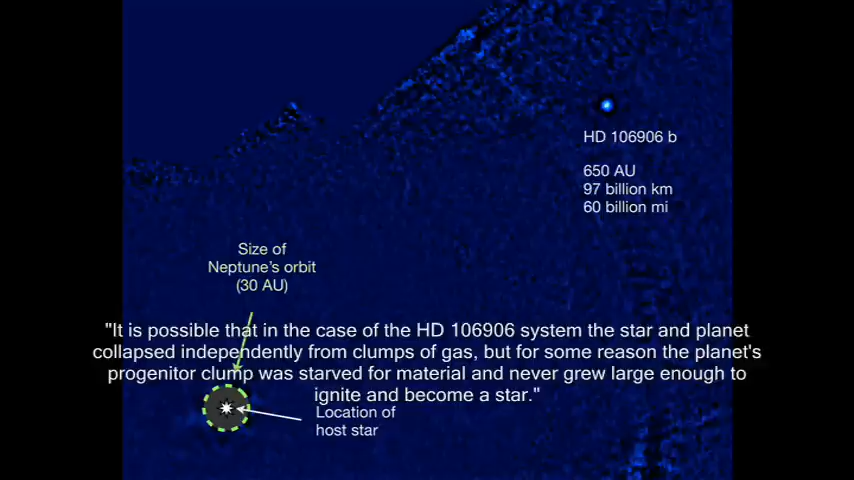 HD 106906 b
650 AU
97 billion km
60 billion mi
Size of
Neptune's orbit
(30 AU)
"It is possible that in the case of the HD 106906 system the star and planet
collapsed independently from clumps of gas, but for some reason the planet's
progenitor clump was starved for material and never grew large enough to
ignite and become a star."
Location of
host star